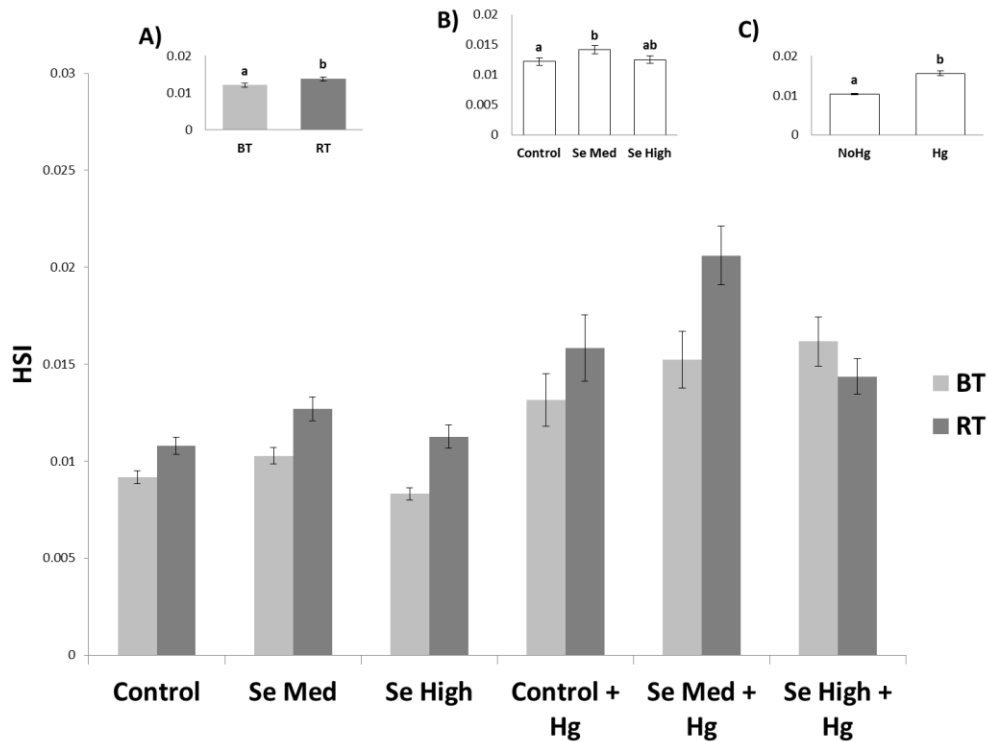 A)
0.02
0.01
0
a
b
BT
RT
B)
0.02
0.015
0.01
0.005
0
a
b
ab
Control
Se Med
Se High
C)
0.02
0.01
0
a
b
NoHg
Hg
HSI
0.03
0.025
0.02
0.015
0.01
0.005
0
BT
RT
Control
Se Med
Se High
Control +
Hg
Se Med +
Hg
Se High +
Hg